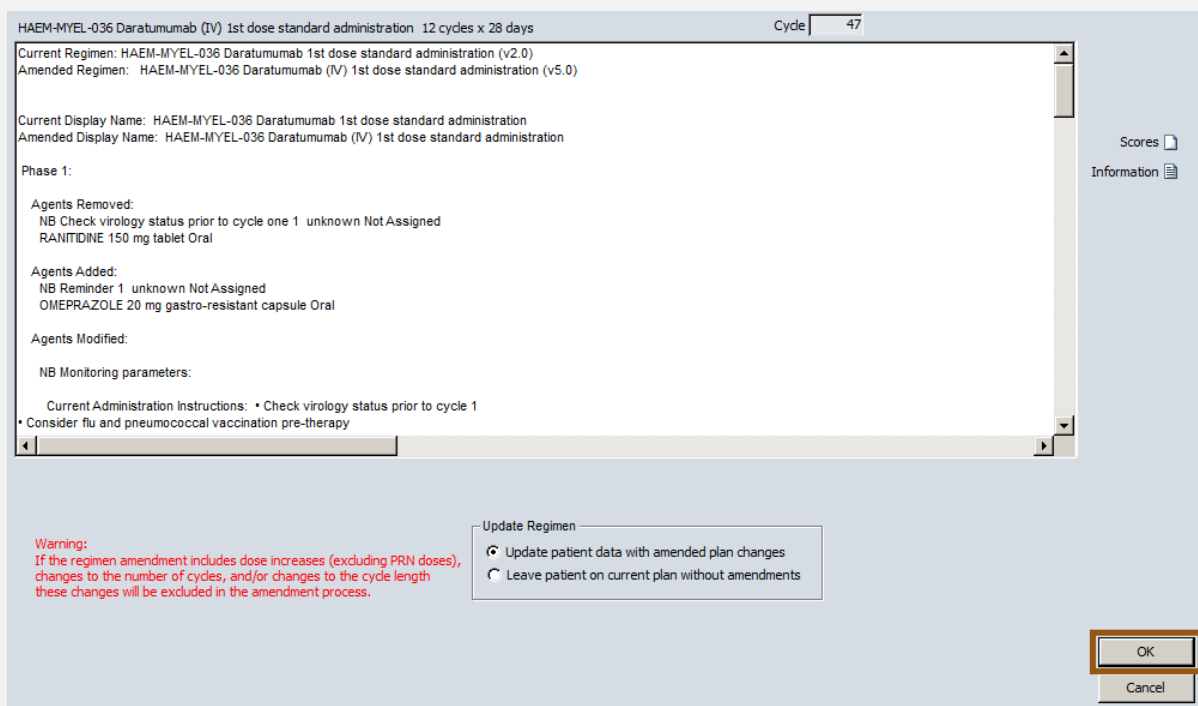 HAEM-MYEL-036 Daratumumab (IV) 1st dose standard administration  12 cycles x 28 days
Cycle 47
Current Regimen: HAEM-MYEL-036 Daratumumab 1st dose standard administration (v2.0)
Amended Regimen:   HAEM-MYEL-036 Daratumumab (IV) 1st dose standard administration (v5.0)
Current Display Name:  HAEM-MYEL-036 Daratumumab 1st dose standard administration
Amended Display Name:  HAEM-MYEL-036 Daratumumab (IV) 1st dose standard administration
Phase 1:
Agents Removed:
NB Check virology status prior to cycle one 1  unknown Not Assigned
RANITIDINE 150 mg tablet Oral
Agents Added:
NB Reminder 1  unknown Not Assigned
OMEPRAZOLE 20 mg gastro-resistant capsule Oral
Agents Modified:
NB Monitoring parameters:
Current Administration Instructions:  • Check virology status prior to cycle 1
• Consider flu and pneumococcal vaccination pre-therapy
Scores
Information
Warning:
If the regimen amendment includes dose increases (excluding PRN doses),
changes to the number of cycles, and/or changes to the cycle length
these changes will be excluded in the amendment process.
Update Regimen
Update patient data with amended plan changes
Leave patient on current plan without amendments
OK
Cancel